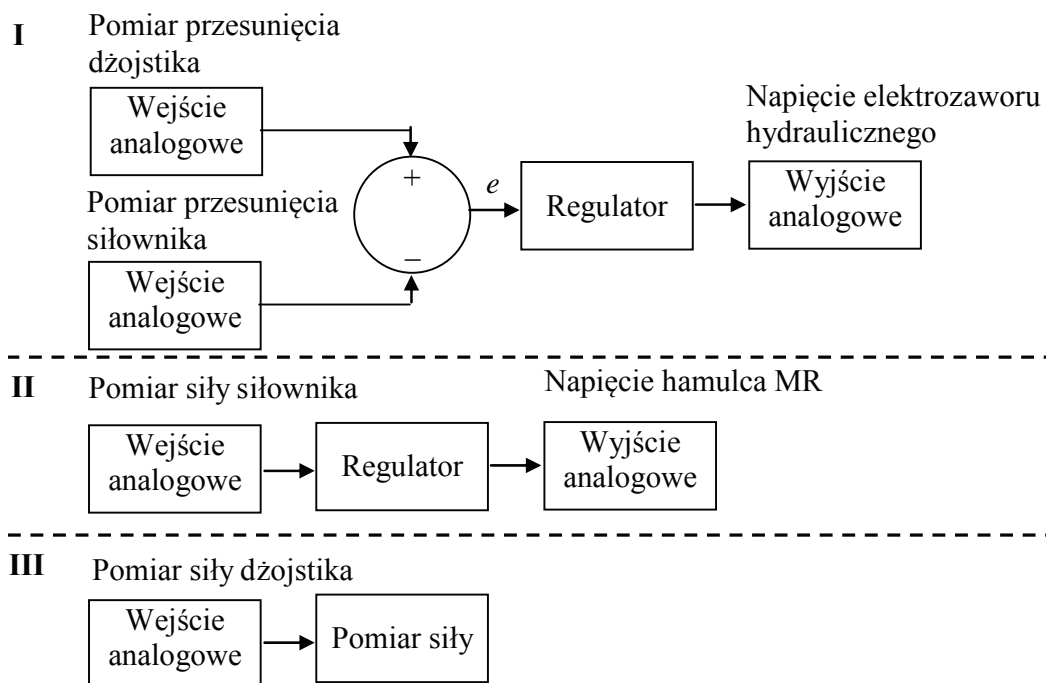 I
Pomiar przesunięcia
dżojstika
Wejście
analogowe
Pomiar przesunięcia
siłownika
Wejście
analogowe
+
−
e
Regulator
Napięcie elektrozaworu
hydraulicznego
Wyjście
analogowe
II
Pomiar siły siłownika
Wejście
analogowe
Regulator
Napięcie hamulca MR
Wyjście
analogowe
III
Pomiar siły dżojstika
Wejście
analogowe
Pomiar siły